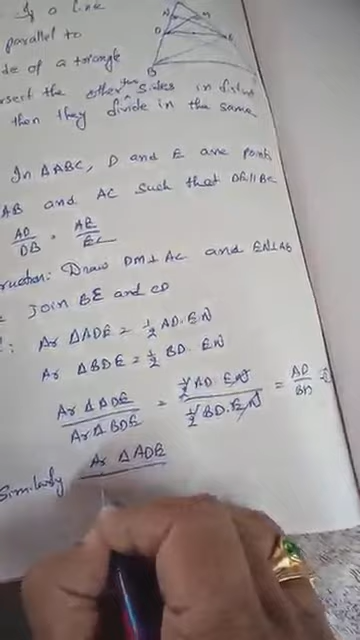 If a line
parallel to
de of a triangle
the other two sides in
then they divide in the same
In ΔABC, D and E are points
AB and AC such that DE||BC
AD/DB = AE/EC
ruction: Draw DM⊥AC and EN⊥AB
Join BE and CD
Ar ΔADE = 1/2 AD. EN
Ar ΔBDE = 1/2 BD. EN
Ar ΔADE / Ar ΔBDE = 1/2 AD. EN / 1/2 BD. EN = AD/BD
Similarly Ar ΔADE